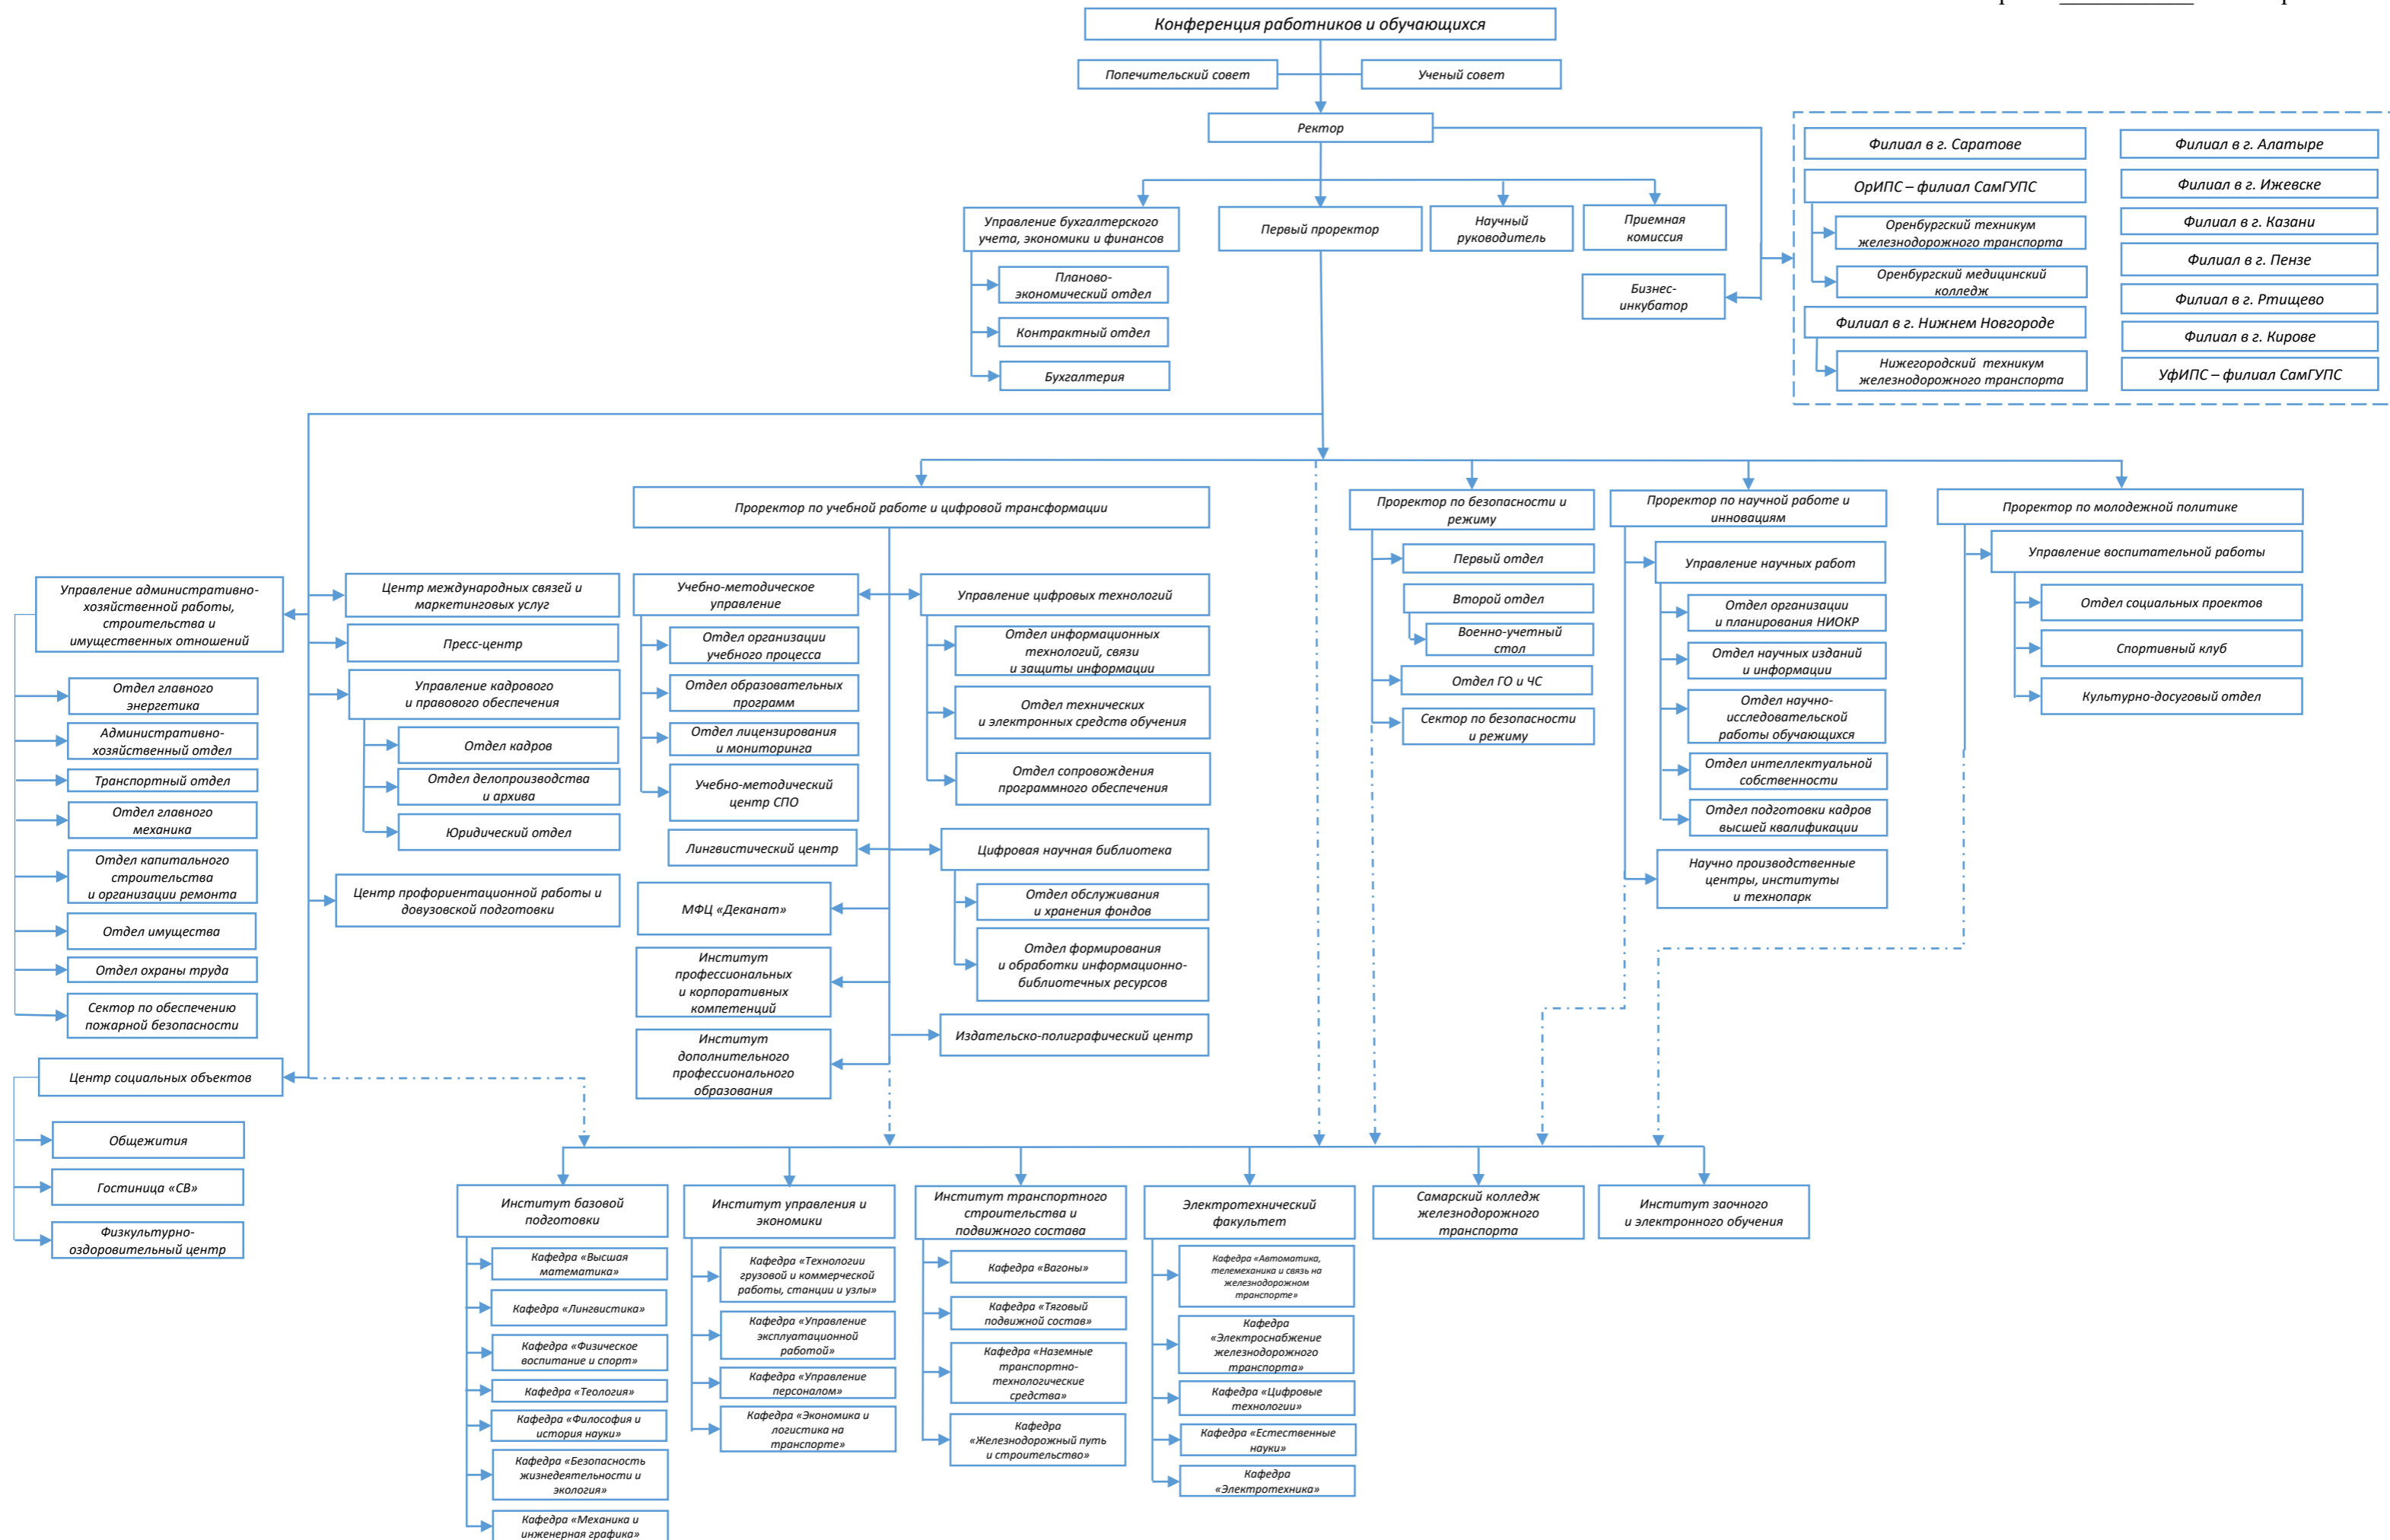 Конференция работников и обучающихся
Попечительский совет
Ученый совет
Ректор
Управление бухгалтерского
учета, экономики и финансов
Первый проректор
Научный
руководитель
Приемная
комиссия
Планово-
экономический отдел
Контрактный отдел
Бухгалтерия
Бизнес-
инкубатор
Филиал в г. Саратове
ОрИПС – филиал СамГУПС
Оренбургский техникум
железнодорожного транспорта
Оренбургский медицинский
колледж
Филиал в г. Нижнем Новгороде
Нижегородский техникум
железнодорожного транспорта
Филиал в г. Алатыре
Филиал в г. Ижевске
Филиал в г. Казани
Филиал в г. Пензе
Филиал в г. Ртищево
Филиал в г. Кирове
УфИПС – филиал СамГУПС
Управление административно-
хозяйственной работы,
строительства и
имущественных отношений
Отдел главного
энергетика
Административно-
хозяйственный отдел
Транспортный отдел
Отдел главного
механика
Отдел капитального
строительства
и организации ремонта
Отдел имущества
Отдел охраны труда
Сектор по обеспечению
пожарной безопасности
Центр социальных объектов
Общежития
Гостиница «СВ»
Физкультурно-
оздоровительный центр
Центр международных связей и
маркетинговых услуг
Пресс-центр
Управление кадрового
и правового обеспечения
Отдел кадров
Отдел делопроизводства
и архива
Юридический отдел
Центр профориентационной работы и
довузовской подготовки
Проректор по учебной работе и цифровой трансформации
Учебно-методическое
управление
Отдел организации
учебного процесса
Отдел образовательных
программ
Отдел лицензирования
и мониторинга
Учебно-методический
центр СПО
Лингвистический центр
МФЦ «Деканат»
Институт
профессиональных
и корпоративных
компетенций
Институт
дополнительного
профессионального
образования
Управление цифровых технологий
Отдел информационных
технологий, связи
и защиты информации
Отдел технических
и электронных средств обучения
Отдел сопровождения
программного обеспечения
Цифровая научная библиотека
Отдел обслуживания
и хранения фондов
Отдел формирования
и обработки информационно-
библиотечных ресурсов
Издательско-полиграфический центр
Проректор по безопасности и
режиму
Первый отдел
Второй отдел
Военно-учетный
стол
Отдел ГО и ЧС
Сектор по безопасности
и режиму
Проректор по научной работе и
инновациям
Управление научных работ
Отдел организации
и планирования НИОКР
Отдел научных изданий
и информации
Отдел научно-
исследовательской
работы обучающихся
Отдел интеллектуальной
собственности
Отдел подготовки кадров
высшей квалификации
Научно производственные
центры, институты
и технопарк
Проректор по молодежной политике
Управление воспитательной работы
Отдел социальных проектов
Спортивный клуб
Культурно-досуговый отдел
Институт базовой
подготовки
Кафедра «Высшая
математика»
Кафедра «Лингвистика»
Кафедра «Физическое
воспитание и спорт»
Кафедра «Теология»
Кафедра «Философия и
история науки»
Кафедра «Безопасность
жизнедеятельности и
экология»
Кафедра «Механика и
инженерная графика»
Институт управления и
экономики
Кафедра «Технологии
грузовой и коммерческой
работы, станции и узлы»
Кафедра «Управление
эксплуатационной
работой»
Кафедра «Управление
персоналом»
Кафедра «Экономика и
логистика на
транспорте»
Институт транспортного
строительства и
подвижного состава
Кафедра «Вагоны»
Кафедра «Тяговый
подвижной состав»
Кафедра «Наземные
транспортно-
технологические
средства»
Кафедра
«Железнодорожный путь
и строительство»
Электротехнический
факультет
Кафедра «Автоматика,
телемеханика и связь на
железнодорожном
транспорте»
Кафедра
«Электроснабжение
железнодорожного
транспорта»
Кафедра «Цифровые
технологии»
Кафедра «Естественные
науки»
Кафедра
«Электротехника»
Самарский колледж
железнодорожного
транспорта
Институт заочного
и электронного обучения